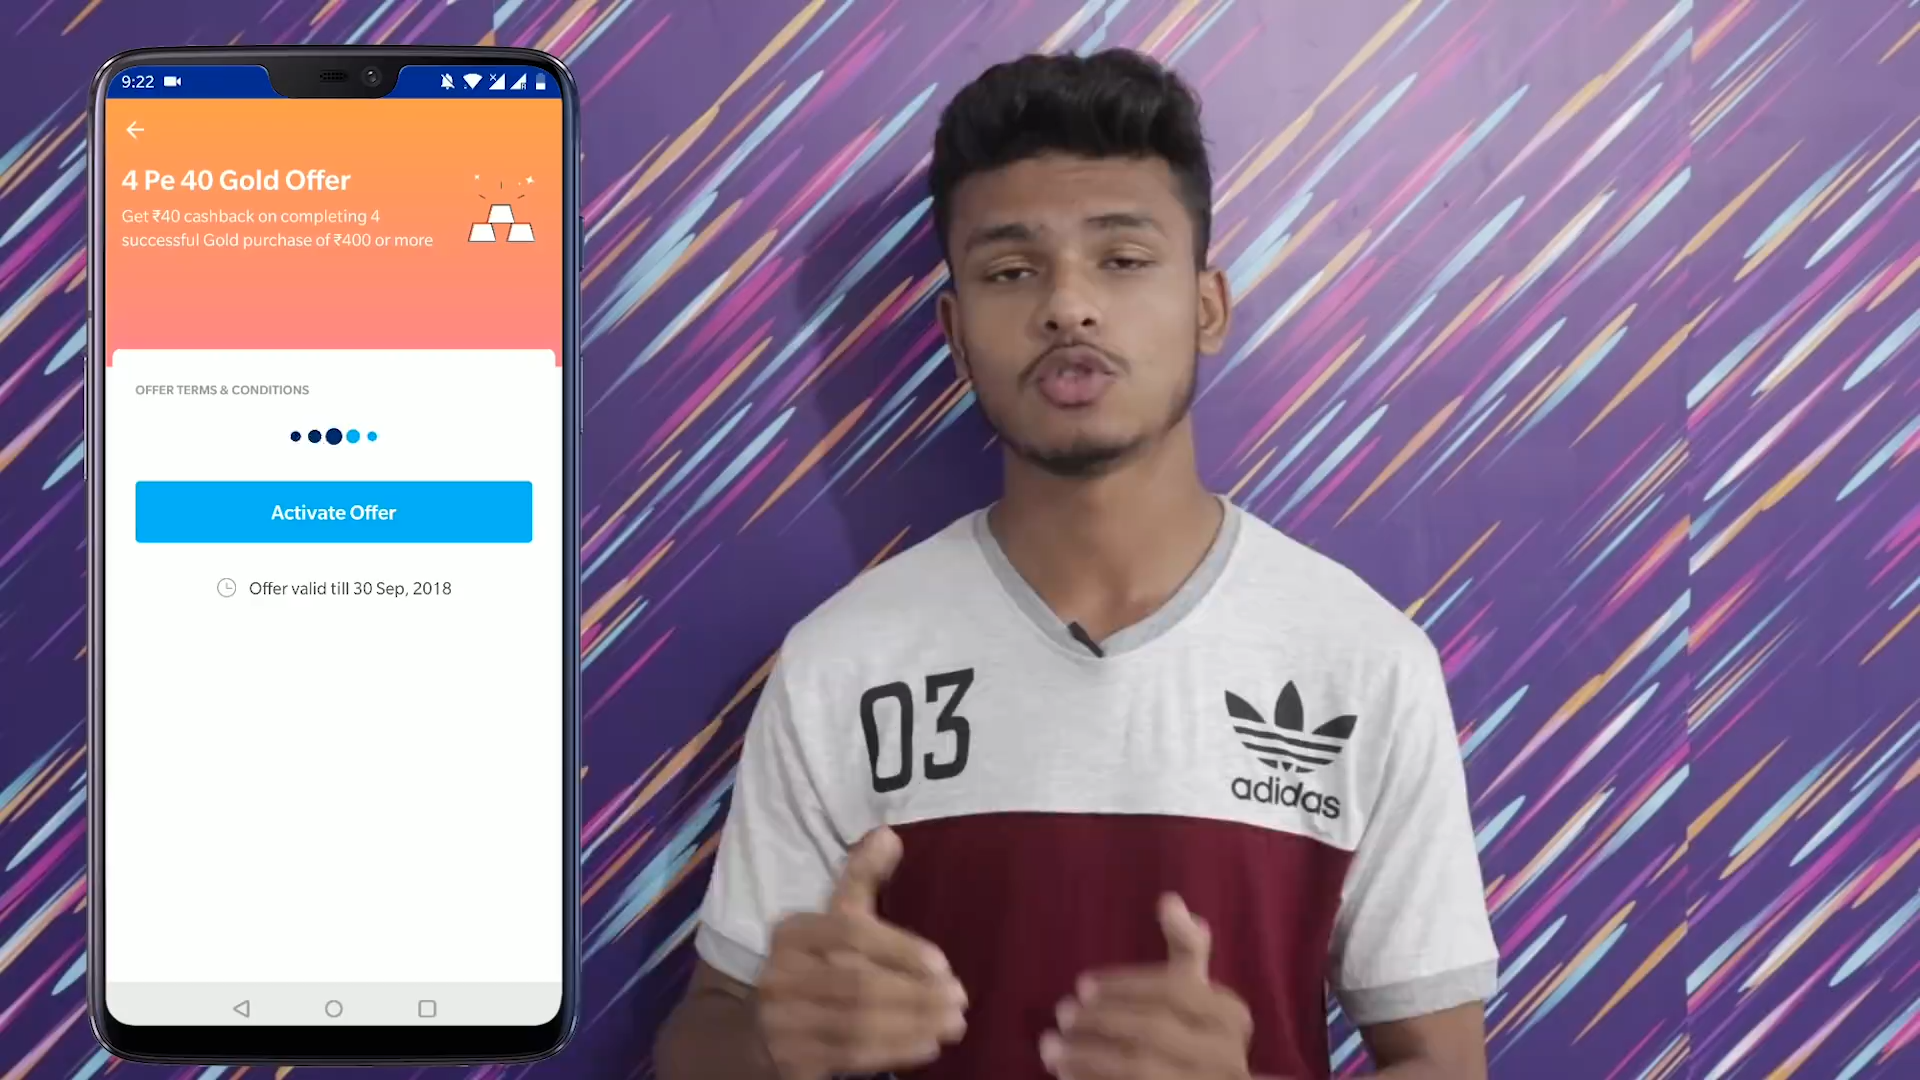 9:22
4 Pe 40 Gold Offer
Get ₹40 cashback on completing 4
successful Gold purchase of ₹400 or more
OFFER TERMS & CONDITIONS
Activate Offer
Offer valid till 30 Sep, 2018
03
adidas